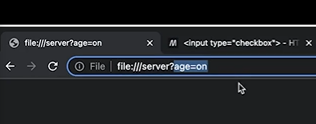 file:///server?age=on
<input type="checkbox"> - HT
File
file:///server?age=on